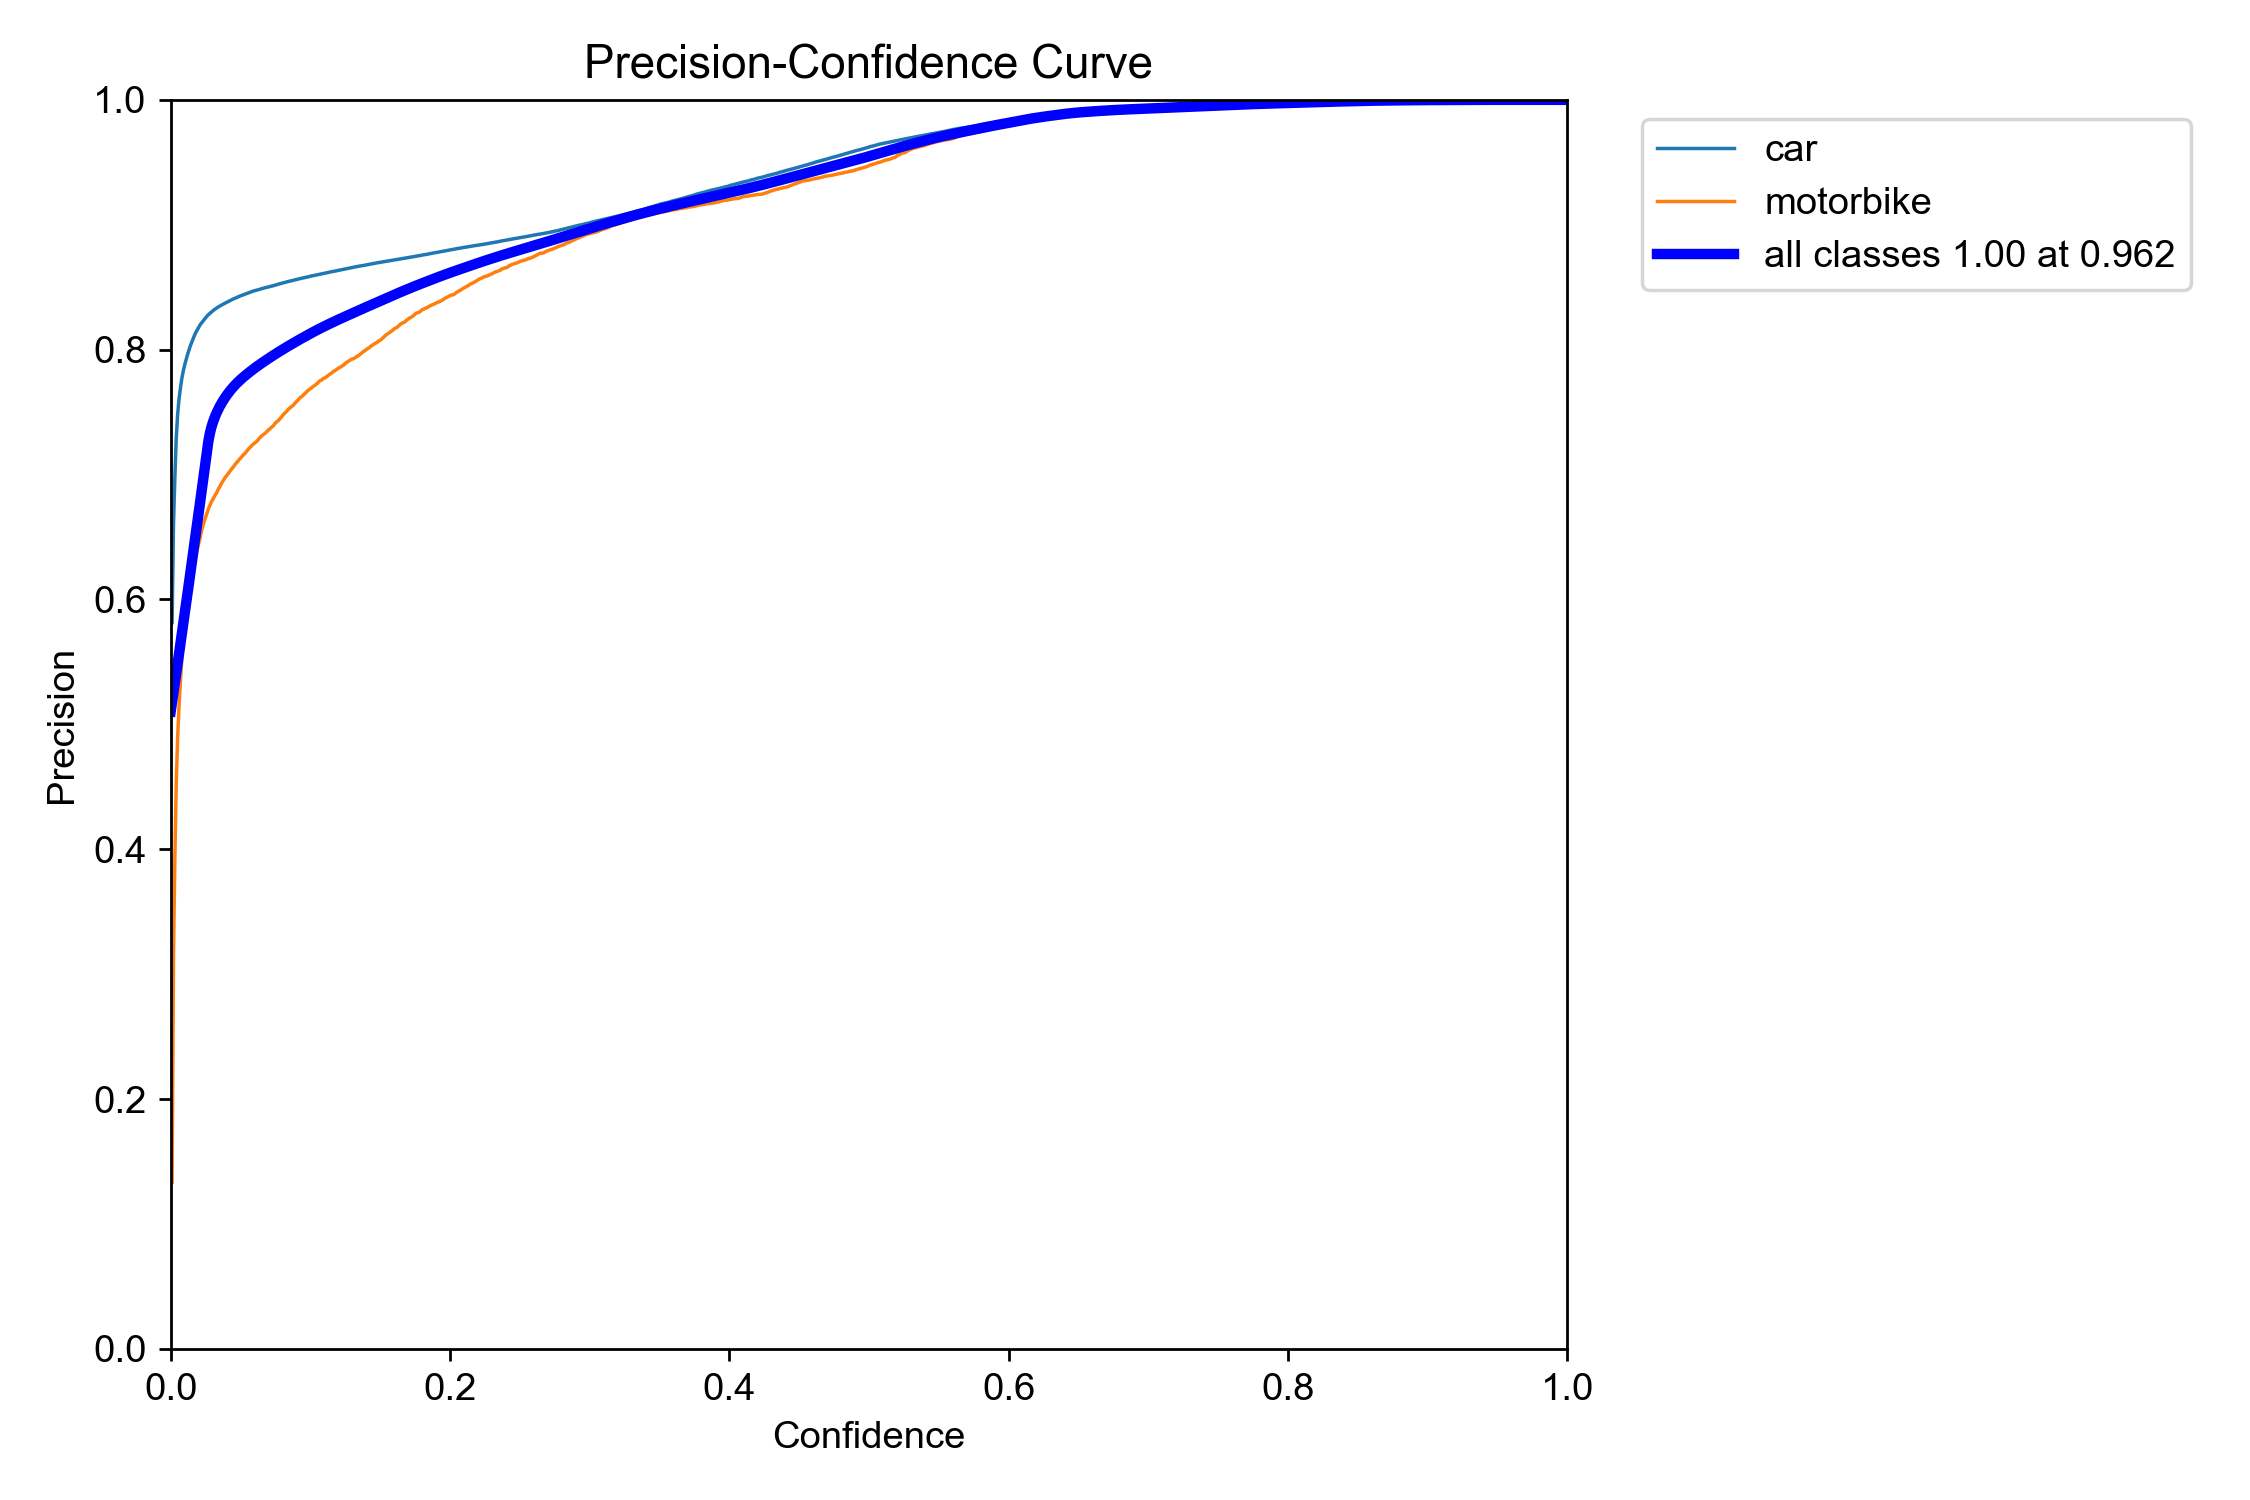 Precision-Confidence Curve
car
motorbike
all classes 1.00 at 0.962
1.0
0.8
0.6
0.4
0.2
0.0
Precision
0.0 0.2 0.4 0.6 0.8 1.0
Confidence